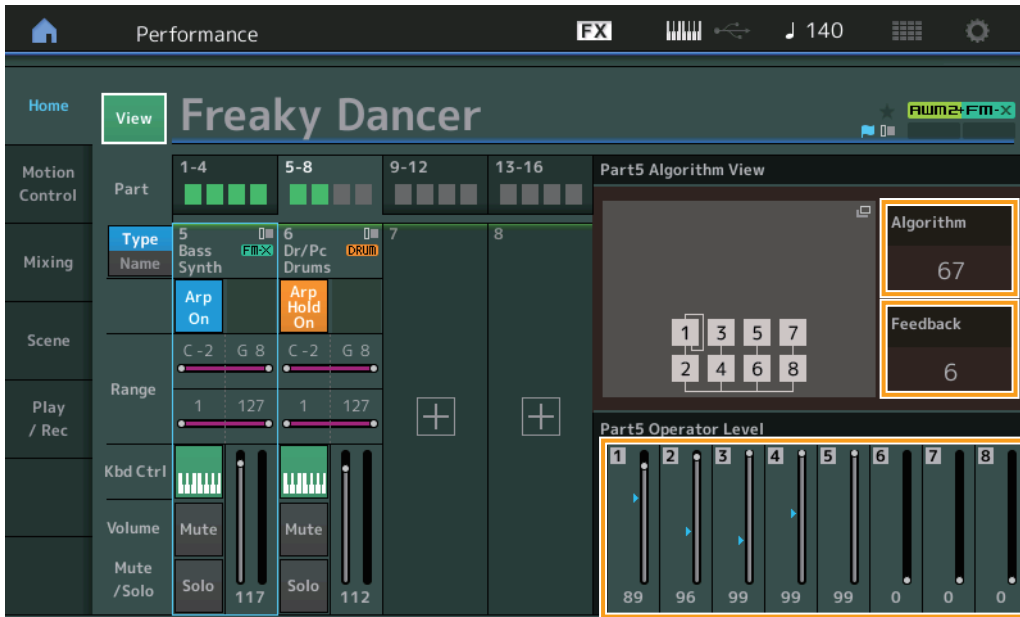 Performance
FX
140
Home
View
Freaky Dancer
AWM2+FM-X
Motion
Control
Part
1-4
5-8
9-12
13-16
Part5 Algorithm View
Algorithm
67
Feedback
6
Mixing
Type
Name
5
Bass
FM-X
Synth
6
Dr/Pc
DRUM
Drums
7
8
Arp
On
Arp
Hold
On
Scene
C -2
G 8
C -2
G 8
Range
1
127
1
127
1 3 5 7
2 4 6 8
Play
/ Rec
Part5 Operator Level
Kbd Ctrl
Volume
Mute
Mute
Mute
/Solo
Solo
117
Solo
112
1 2 3 4 5 6 7 8
89 96 99 99 99 0 0 0